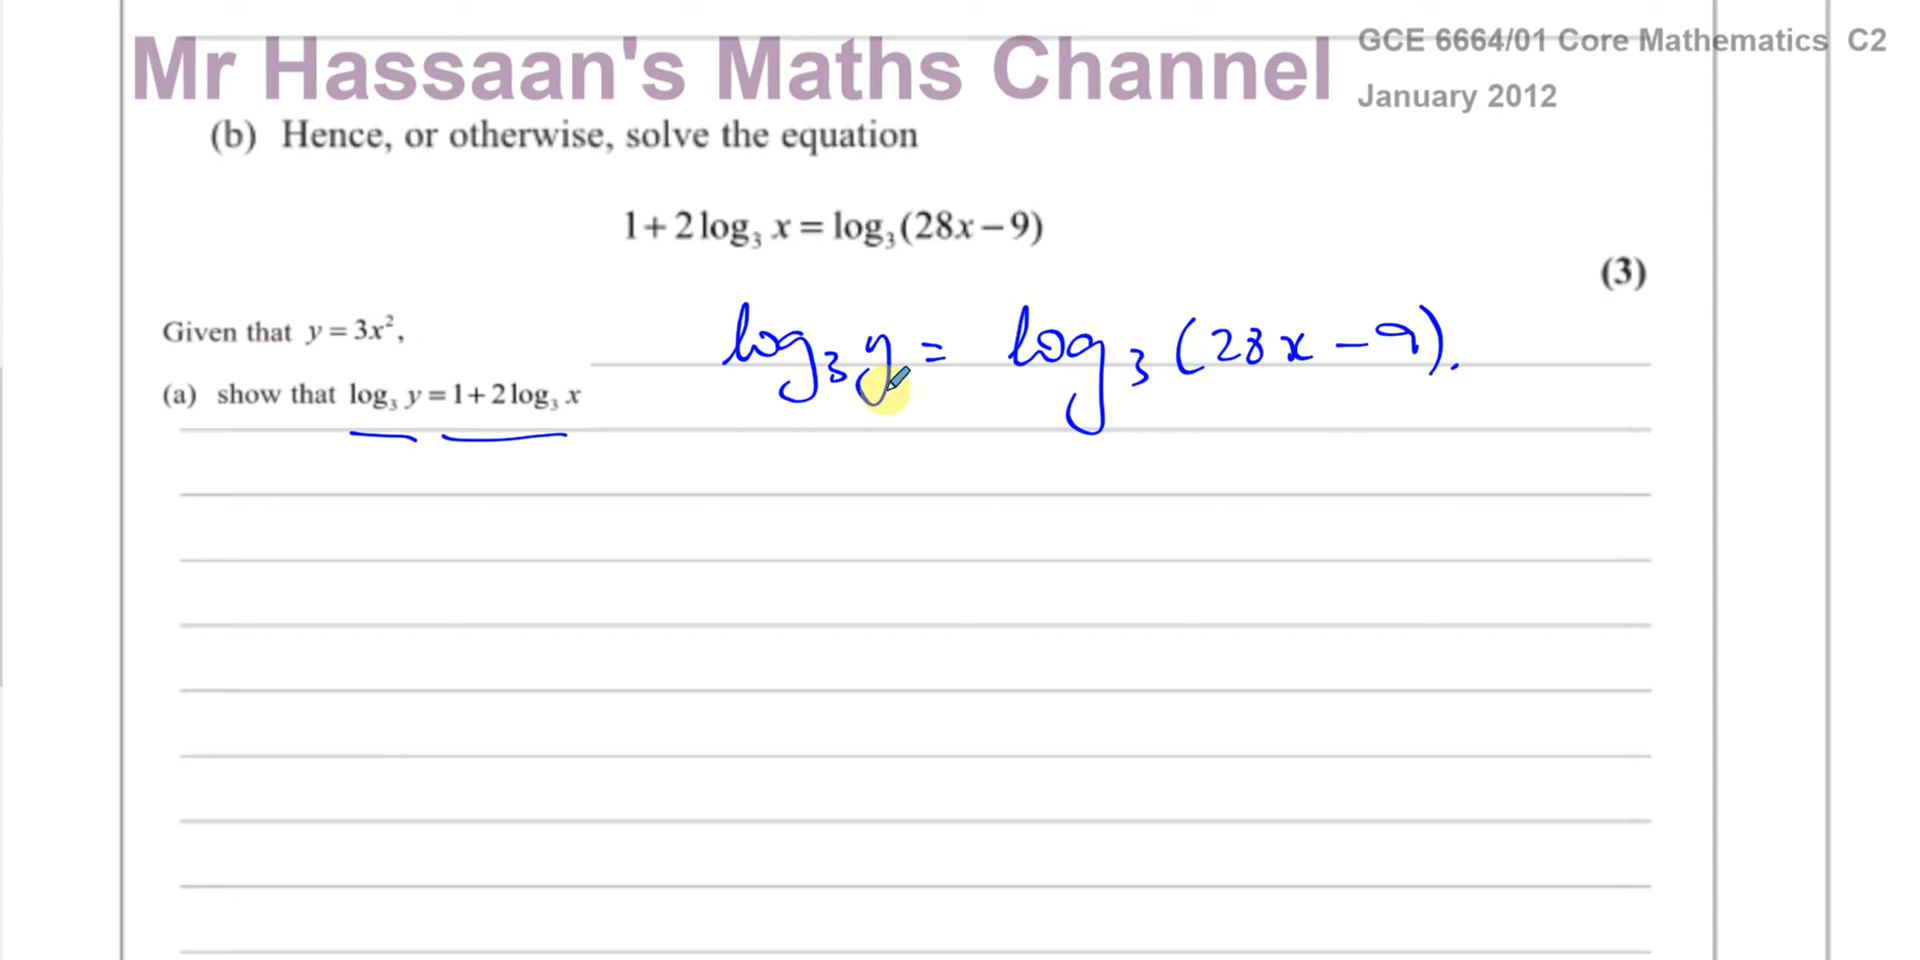 Mr Hassaan's Maths Channel
GCE 6664/01 Core Mathematics C2
January 2012
(b) Hence, or otherwise, solve the equation
1 + 2 log₃ x = log₃ (28x − 9)
(3)
Given that y = 3x²,
log₃ y = log₃ (28x − 9).
(a) show that log₃ y = 1 + 2 log₃ x